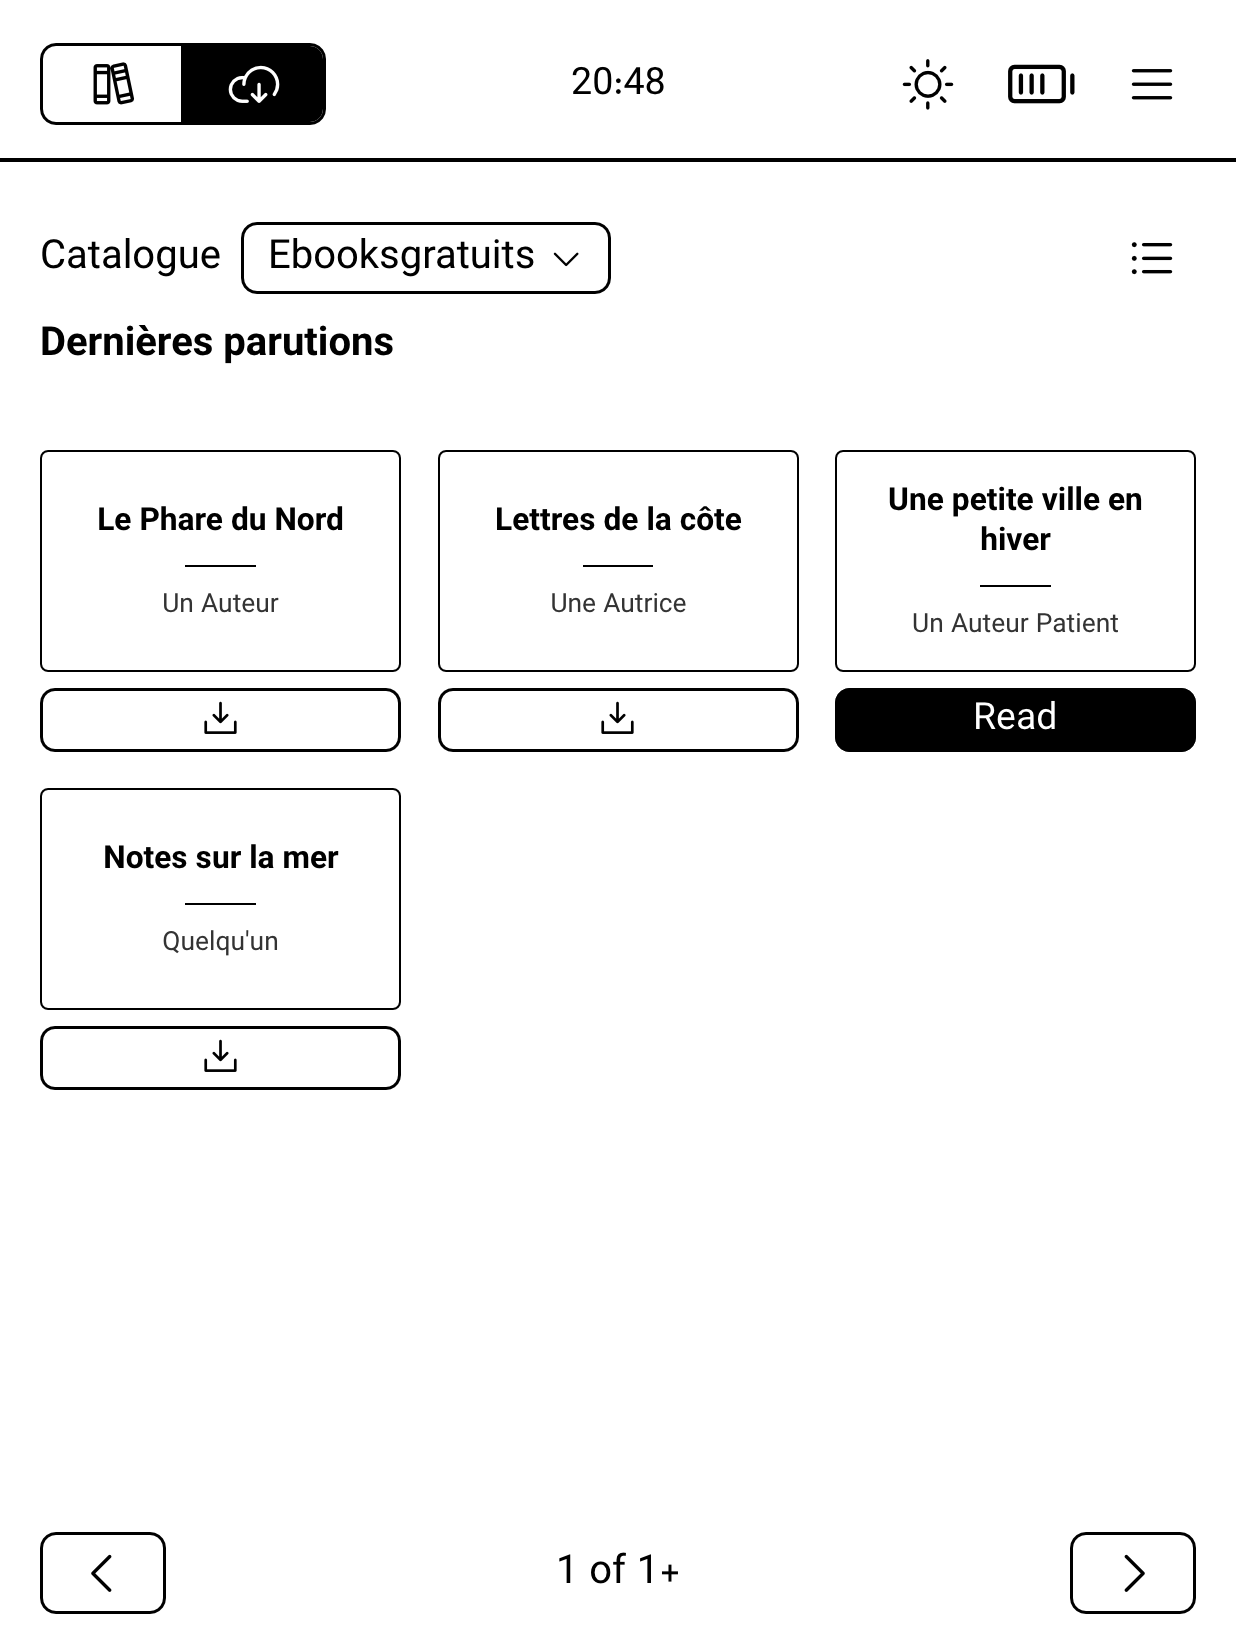 20:48
Catalogue Ebooksgratuits
Dernières parutions
Le Phare du Nord
Un Auteur
Lettres de la côte
Une Autrice
Une petite ville en
hiver
Un Auteur Patient
Read
Notes sur la mer
Quelqu'un
1 of 1+